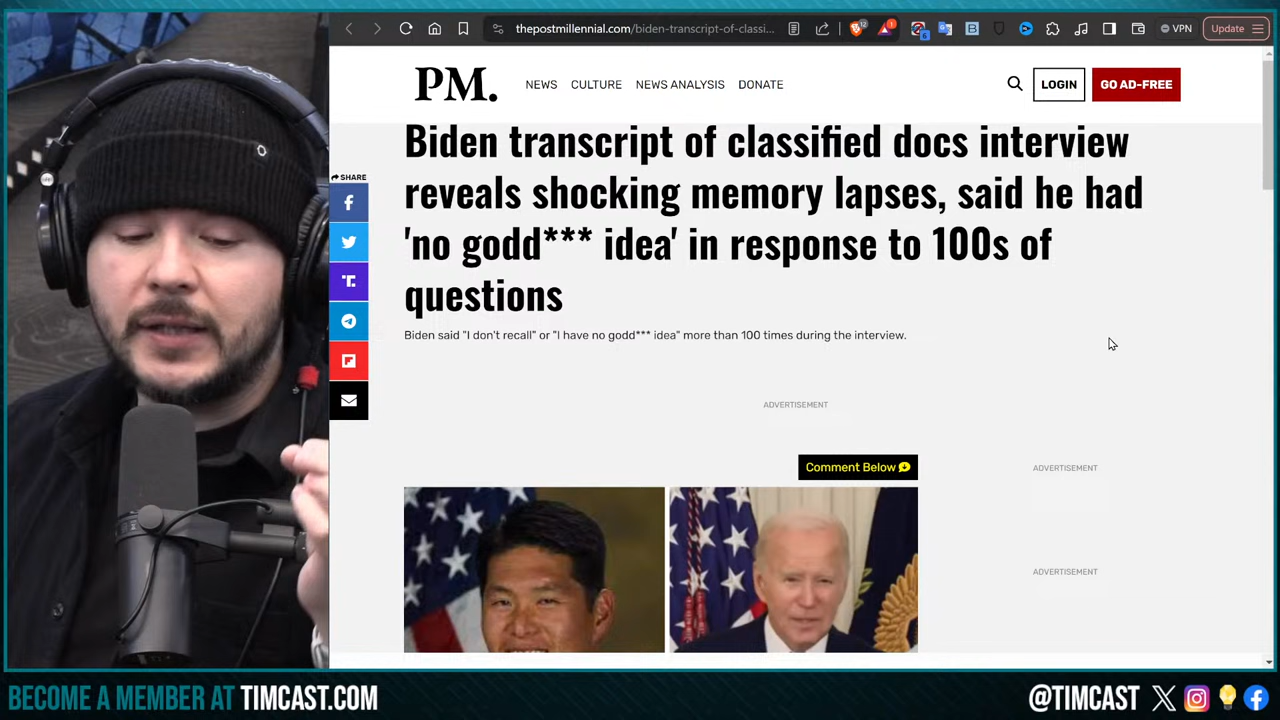 thepostmillennial.com/biden-transcript-of-classi...
12
1
6
VPN
Update
PM.
NEWS
CULTURE
NEWS ANALYSIS
DONATE
LOGIN
GO AD-FREE
SHARE
Biden transcript of classified docs interview
reveals shocking memory lapses, said he had
'no godd*** idea' in response to 100s of
questions
Biden said "I don't recall" or "I have no godd*** idea" more than 100 times during the interview.
ADVERTISEMENT
Comment Below
ADVERTISEMENT
ADVERTISEMENT
BECOME A MEMBER AT TIMCAST.COM
@TIMCAST